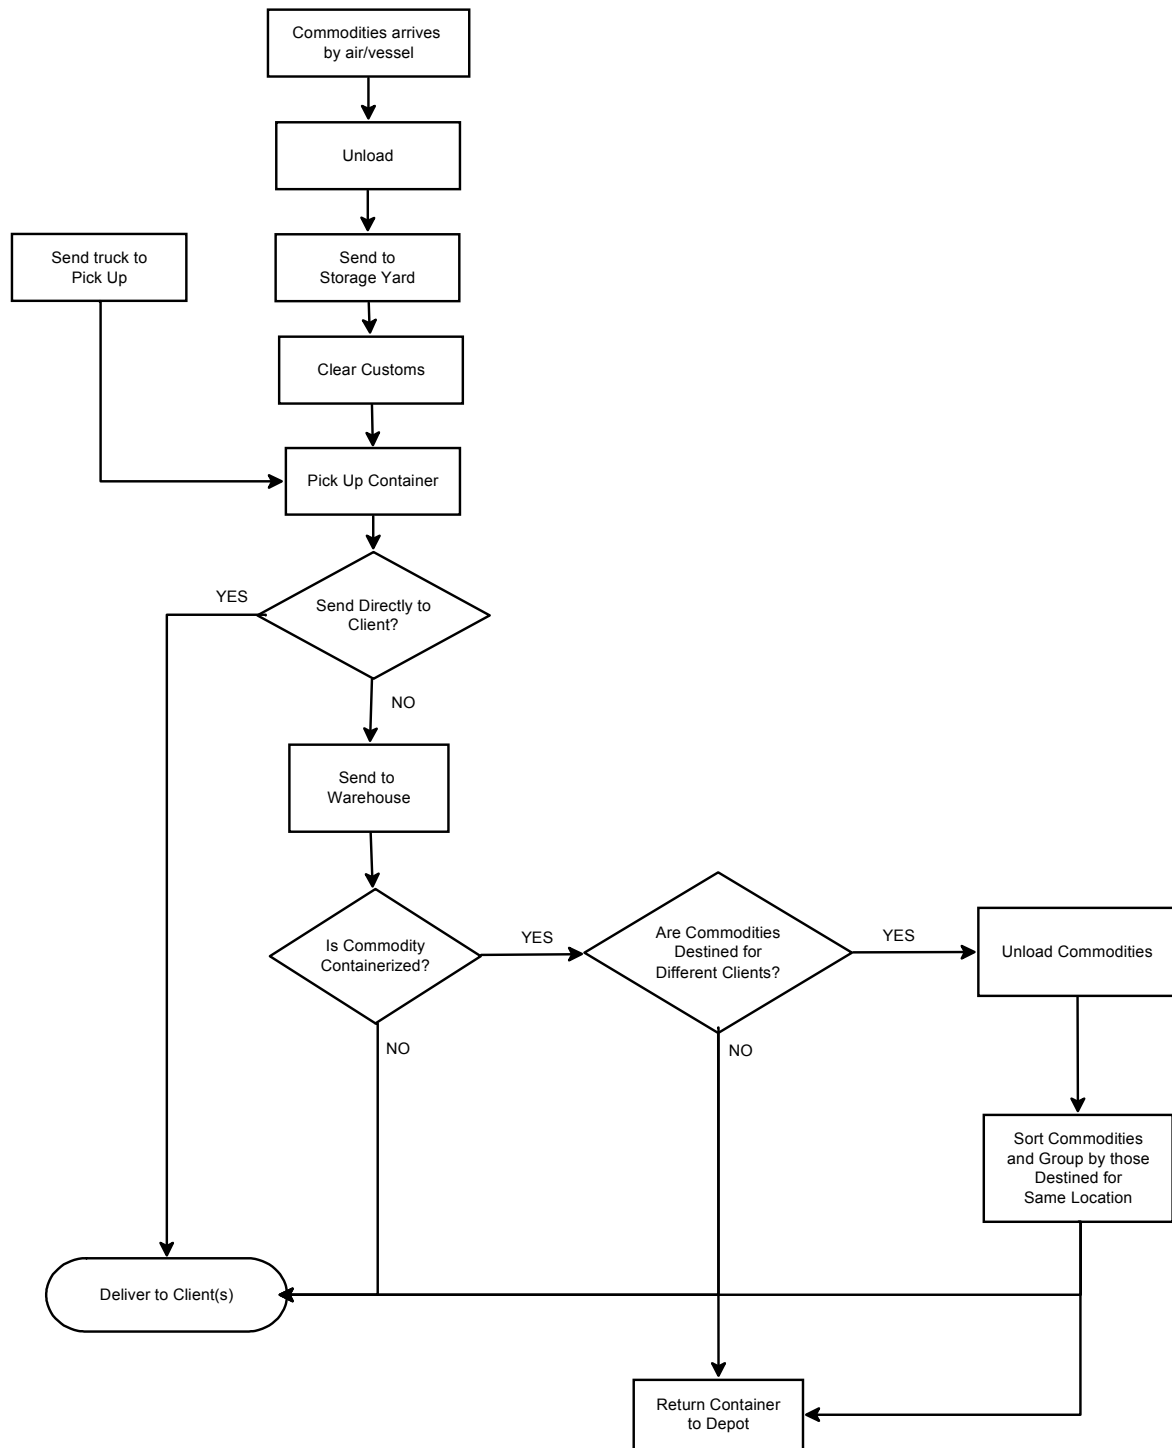 Commodities arrives
by air/vessel
Unload
Send truck to
Pick Up
Send to
Storage Yard
Clear Customs
Pick Up Container
YES
Send Directly to
Client?
NO
Send to
Warehouse
Is Commodity
Containerized?
YES
Are Commodities
Destined for
Different Clients?
YES
Unload Commodities
NO
NO
Sort Commodities
and Group by those
Destined for
Same Location
Deliver to Client(s)
Return Container
to Depot